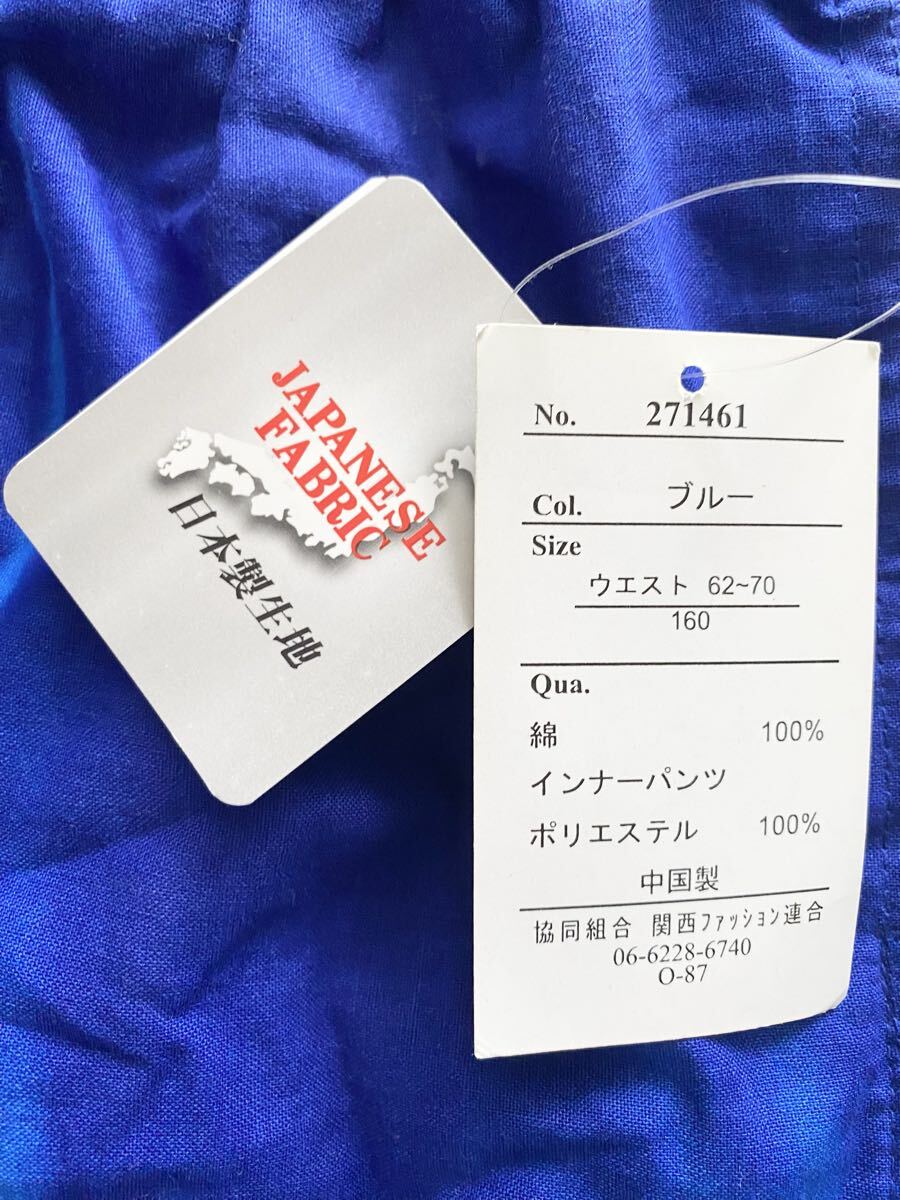 JAPANESE
FABRIC
日本製生地
No. 271461
Col. ブルー
Size
ウエスト 62~70
160
Qua.
綿 100%
インナーパンツ
ポリエステル 100%
中国製
協同組合 関西ファッション連合
06-6228-6740
O-87